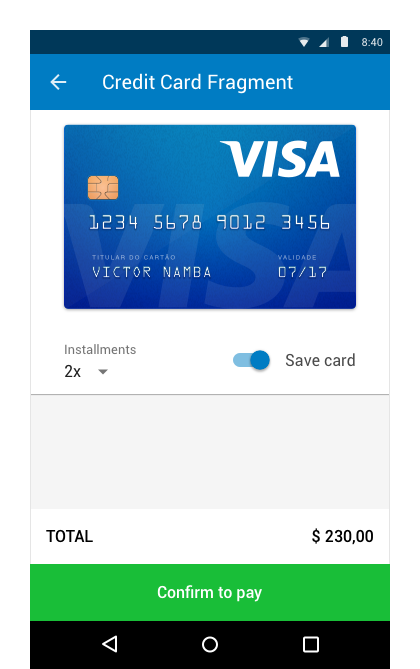 8:40
Credit Card Fragment
VISA
1234 5678 9012 3456
TITULAR DO CARTÃO VALIDADE
VICTOR NAMBA 07/17
Installments
2x Save card
TOTAL $ 230,00
Confirm to pay